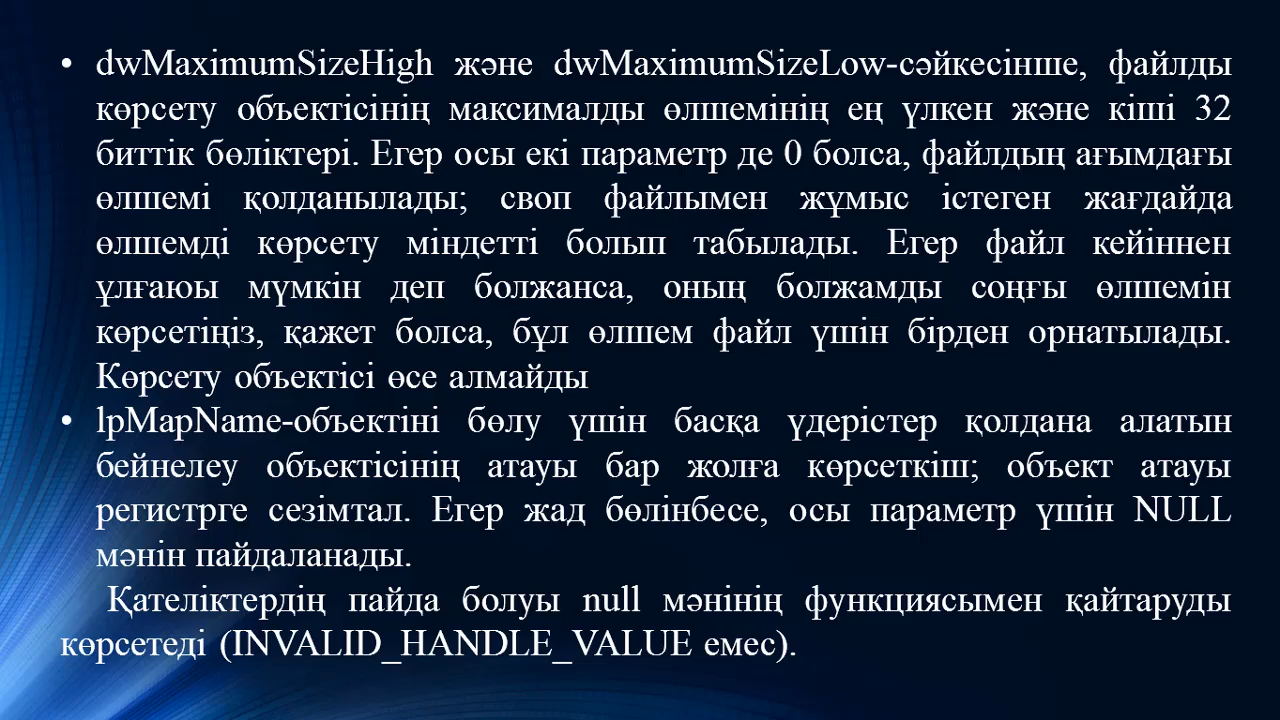 • dwMaximumSizeHigh және dwMaximumSizeLow-сәйкесінше, файлды
көрсету объектісінің максималды өлшемінің ең үлкен және кіші 32
биттік бөліктері. Егер осы екі параметр де 0 болса, файлдың ағымдағы
өлшемі қолданылады; своп файлымен жұмыс істеген жағдайда
өлшемді көрсету міндетті болып табылады. Егер файл кейіннен
ұлғаюы мүмкін деп болжанса, оның болжамды соңғы өлшемін
көрсетіңіз, қажет болса, бұл өлшем файл үшін бірден орнатылады.
Көрсету объектісі өсе алмайды
• lpMapName-объектіні бөлу үшін басқа үдерістер қолдана алатын
бейнелеу объектісінің атауы бар жолға көрсеткіш; объект атауы
регистрге сезімтал. Егер жад бөлінбесе, осы параметр үшін NULL
мәнін пайдаланады.
Қателіктердің пайда болуы null мәнінің функциясымен қайтаруды
көрсетеді (INVALID_HANDLE_VALUE емес).